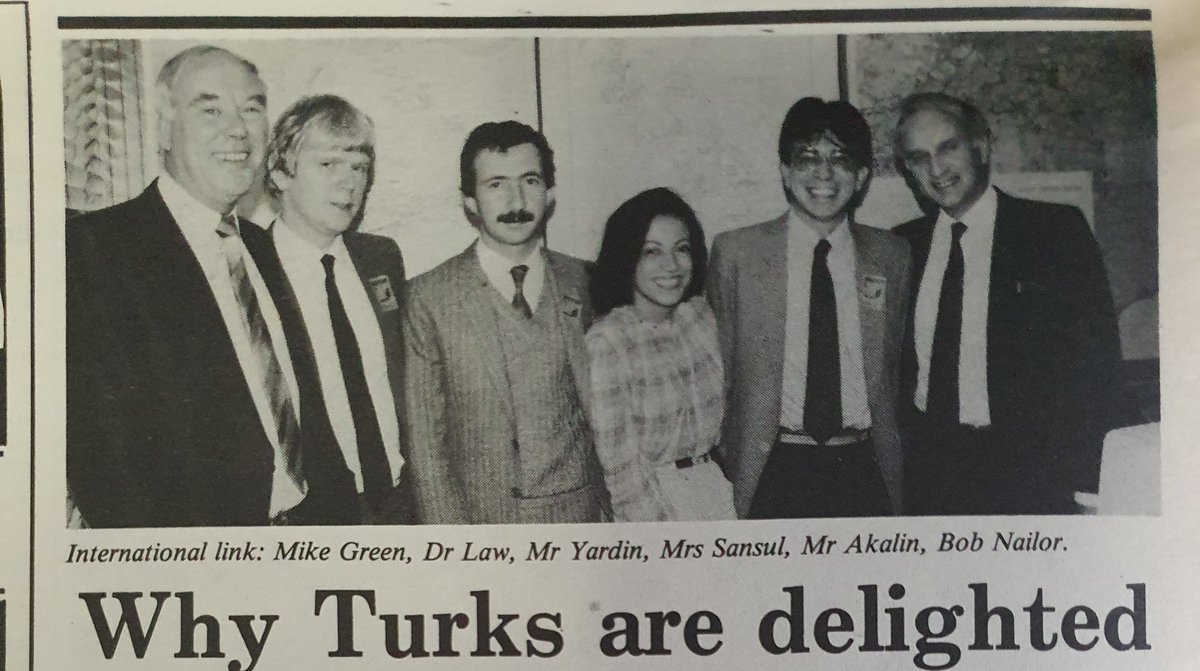 International link: Mike Green, Dr Law, Mr Yardin, Mrs Sansul, Mr Akalin, Bob Nailor.
Why Turks are delighted